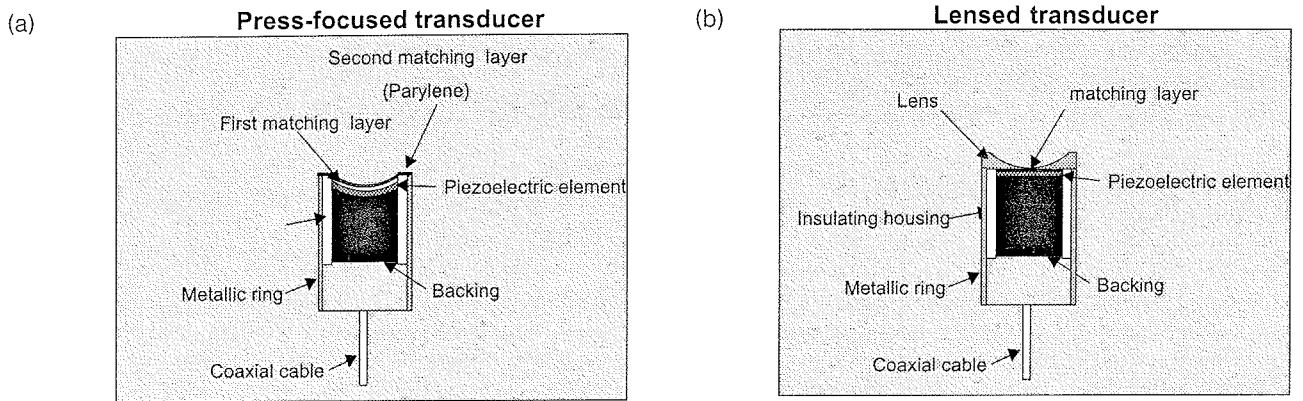 (a)
Press-focused transducer
Second matching layer
(Parylene)
First matching layer
Piezoelectric element
Metallic ring
Backing
Coaxial cable
(b)
Lensed transducer
Lens
matching layer
Piezoelectric element
Insulating housing
Metallic ring
Backing
Coaxial cable